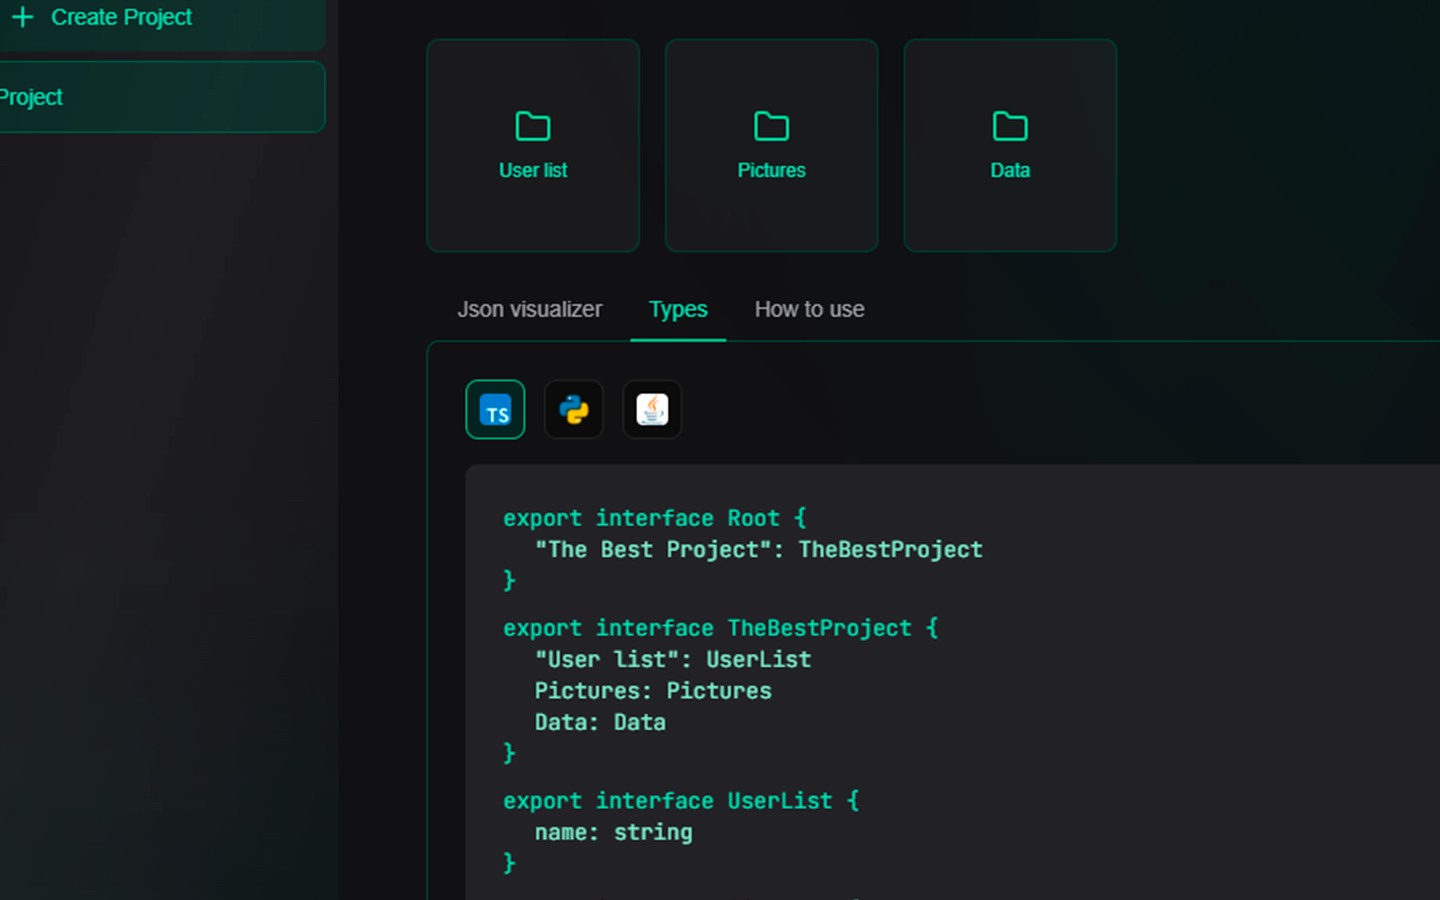 Create Project
Project
User list
Pictures
Data
Json visualizer
Types
How to use
TS
export interface Root {
"The Best Project": TheBestProject
}
export interface TheBestProject {
"User list": UserList
Pictures: Pictures
Data: Data
}
export interface UserList {
name: string
}